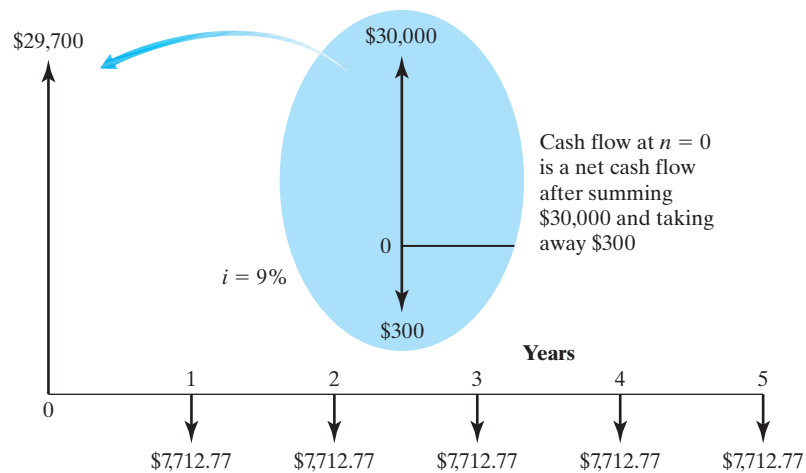 $29,700
$30,000
Cash flow at n = 0
is a net cash flow
after summing
$30,000 and taking
away $300
0
i = 9%
$300
Years
0
1
2
3
4
5
$7,712.77
$7,712.77
$7,712.77
$7,712.77
$7,712.77